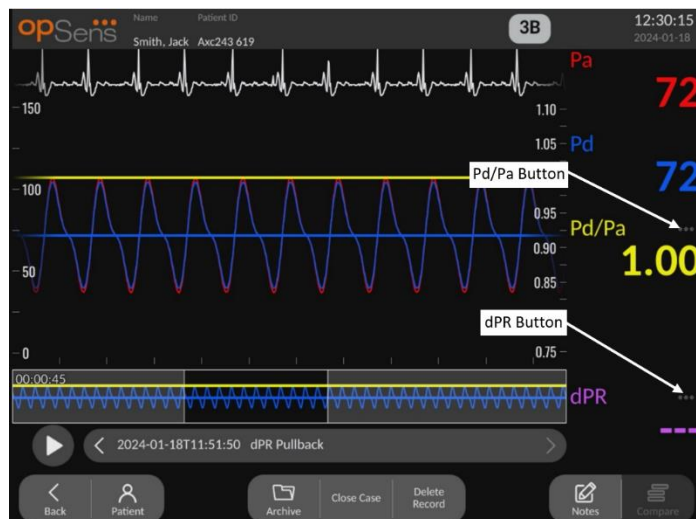 opSens
Name
Patient ID
Smith, Jack
Axc243 619
3B
12:30:15
2024-01-18
Pa
72
150
1.10
1.05
Pd
72
Pd/Pa Button
100
0.95
Pd/Pa
0.90
1.00
50
0.85
dPR Button
0
0.75
00:00:45
dPR
---
2024-01-18T11:51:50 dPR Pullback
Back
Patient
Archive
Close Case
Delete
Record
Notes
Compare